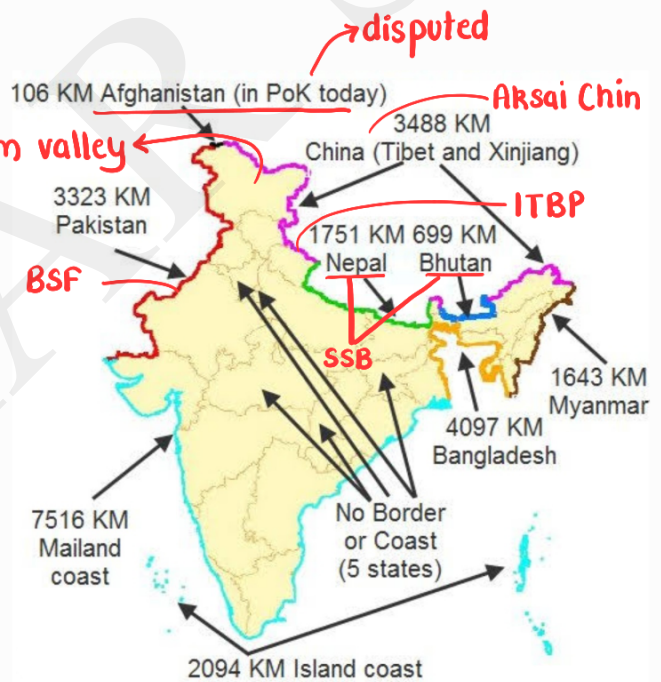 disputed
106 KM Afghanistan (in PoK today)
Aksai Chin
valley
3488 KM
China (Tibet and Xinjiang)
3323 KM
Pakistan
ITBP
1751 KM 699 KM
Nepal Bhutan
BSF
SSB
1643 KM
Myanmar
4097 KM
Bangladesh
7516 KM
Mailand
coast
No Border
or Coast
(5 states)
2094 KM Island coast